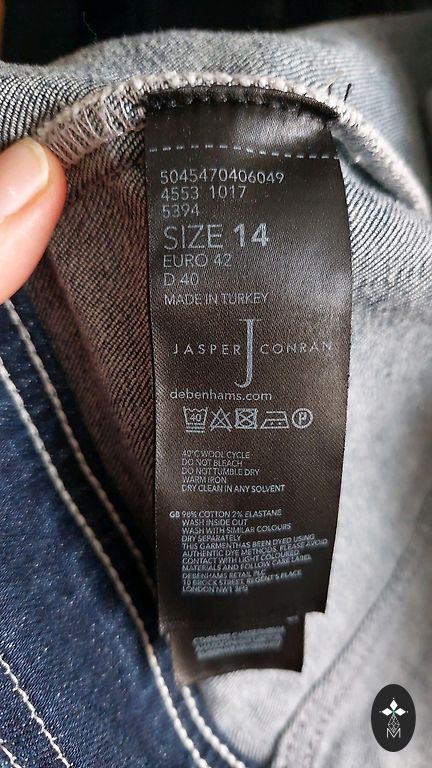 5045470406049
4553 1017
5394
SIZE 14
EURO 42
D 40
MADE IN TURKEY
JASPER J CONRAN
debenhams.com
40
P
40°C WOOL CYCLE
DO NOT BLEACH
DO NOT TUMBLE DRY
WARM IRON
DRY CLEAN IN ANY SOLVENT
GB 98% COTTON 2% ELASTANE
WASH INSIDE OUT
WASH WITH SIMILAR COLOURS
DRY SEPARATELY
THIS GARMENTHAS BEEN DYED USING
AUTHENTIC DYE METHODS. PLEASE AVOID
CONTACT WITH LIGHT COLOURED
MATERIALS AND FOLLOW CARE LABEL
DEBENHAMS RETAIL PLC
10 BROCK STREET, REGENT'S PLACE
LONDON NW1 3FG
M